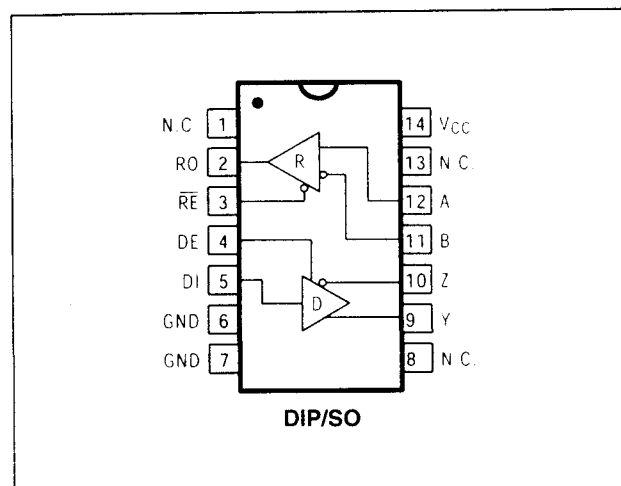 N.C 1 14 VCC
RO 2 R 13 N C.
RE 3 12 A
DE 4 11 B
DI 5 10 Z
GND 6 D 9 Y
GND 7 8 N C.
DIP/SO